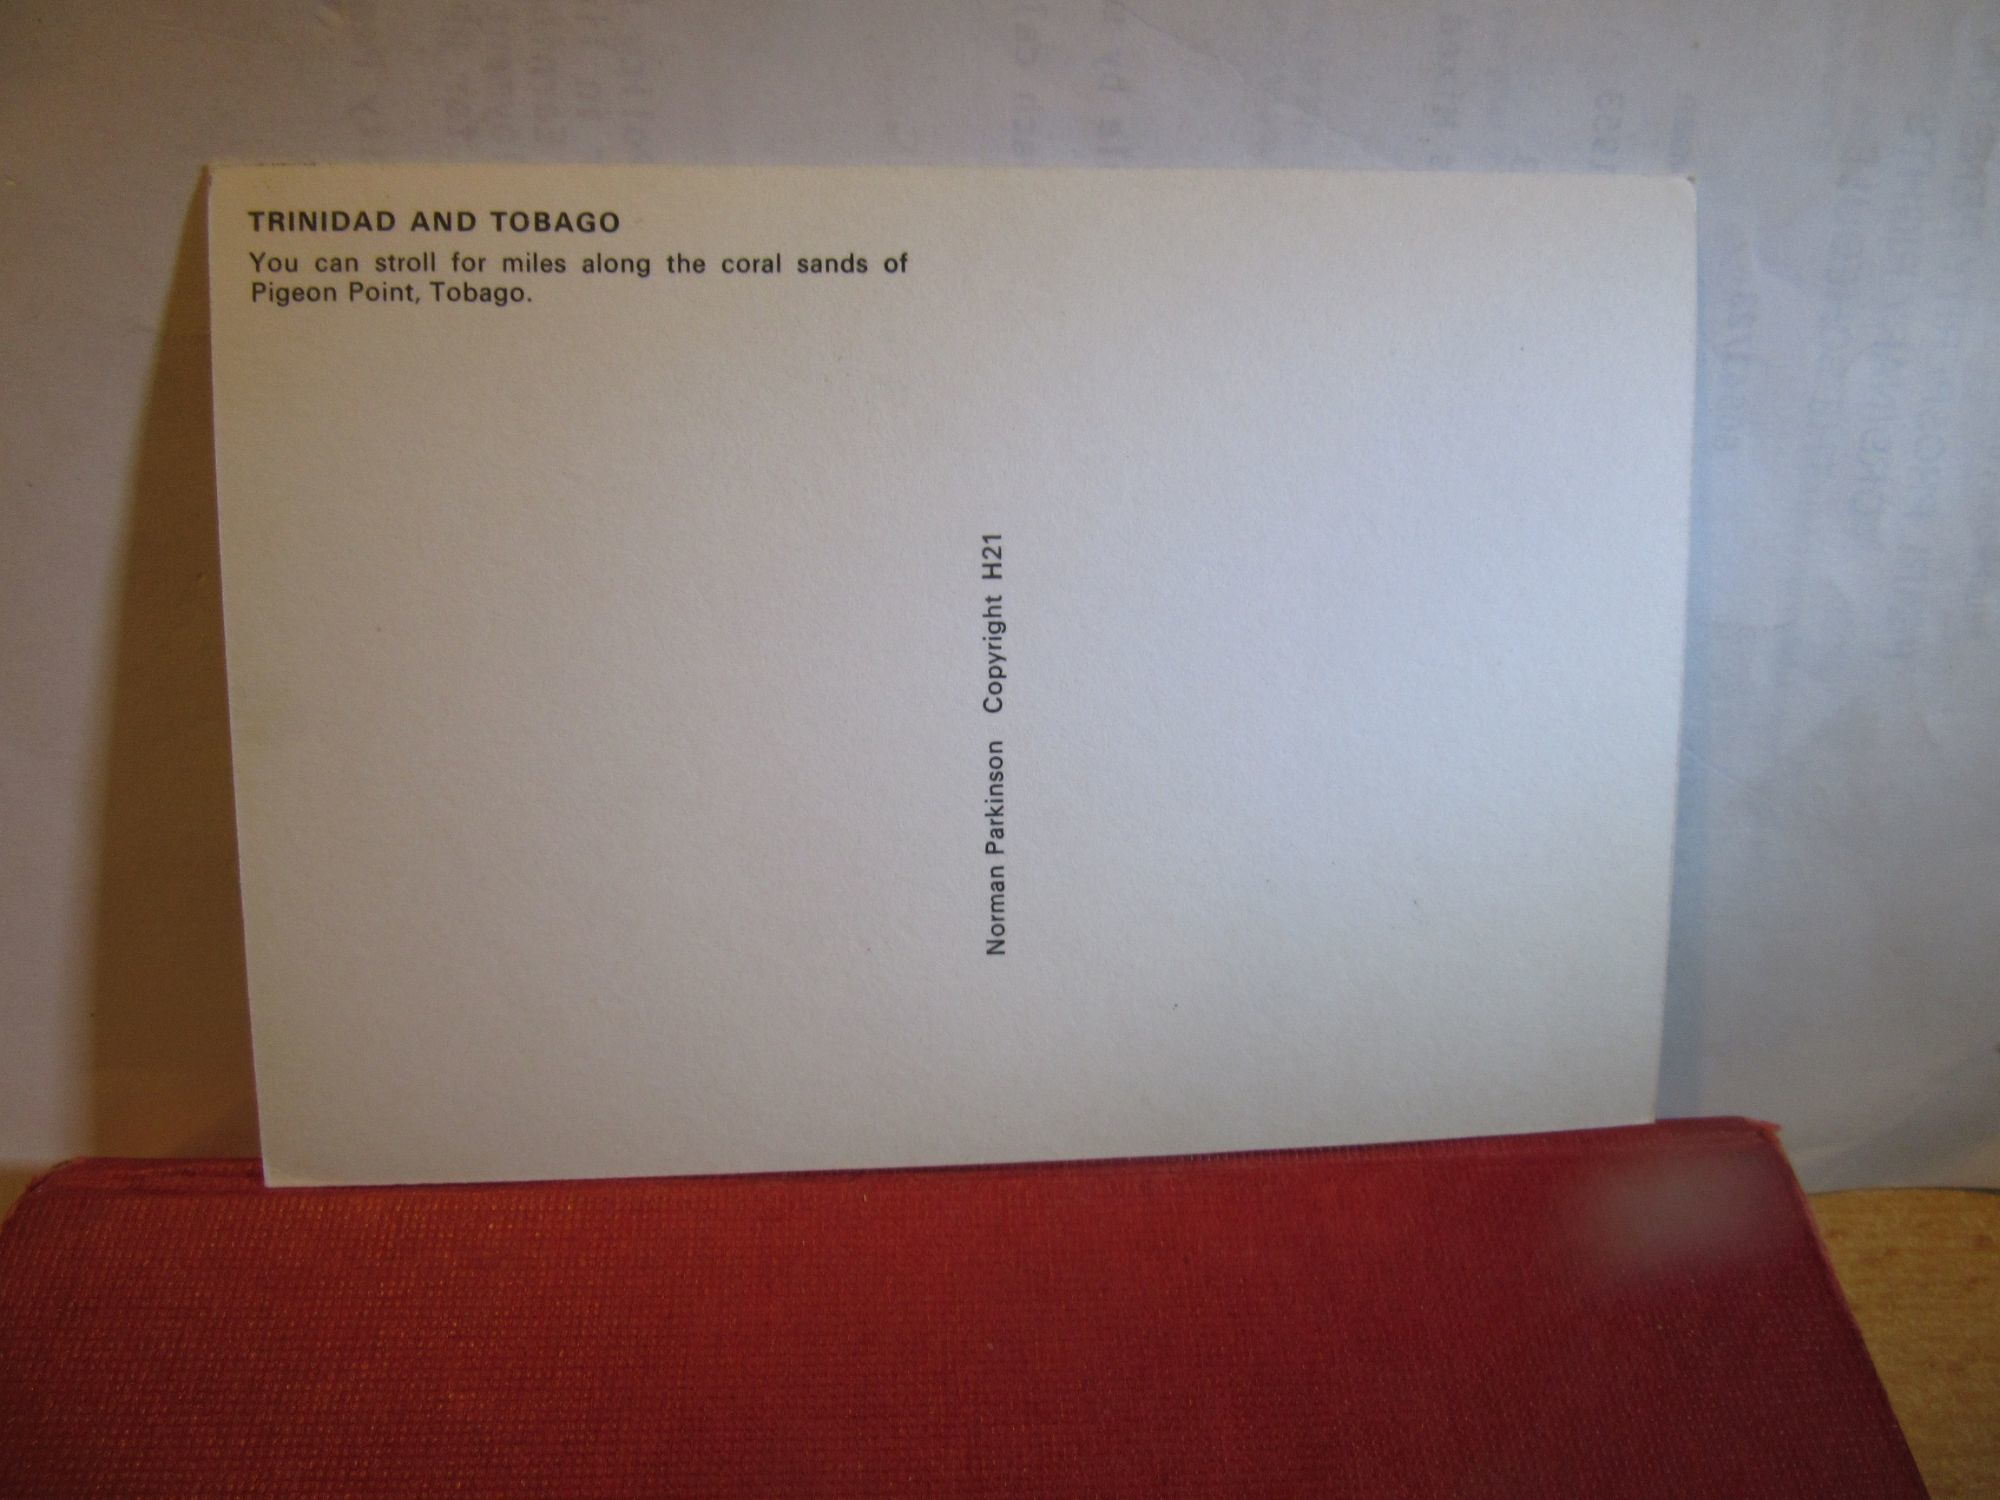 TRINIDAD AND TOBAGO
You can stroll for miles along the coral sands of
Pigeon Point, Tobago.
Norman Parkinson Copyright H21